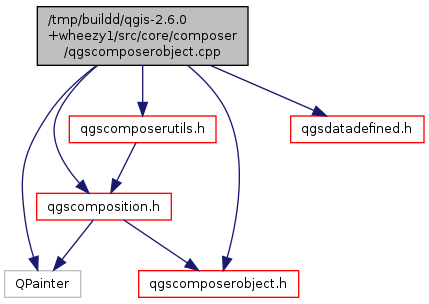 /tmp/buildd/qgis-2.6.0
+wheezy1/src/core/composer
/qgscomposerobject.cpp
qgscomposerutils.h
qgsdatadefined.h
qgscomposition.h
QPainter
qgscomposerobject.h